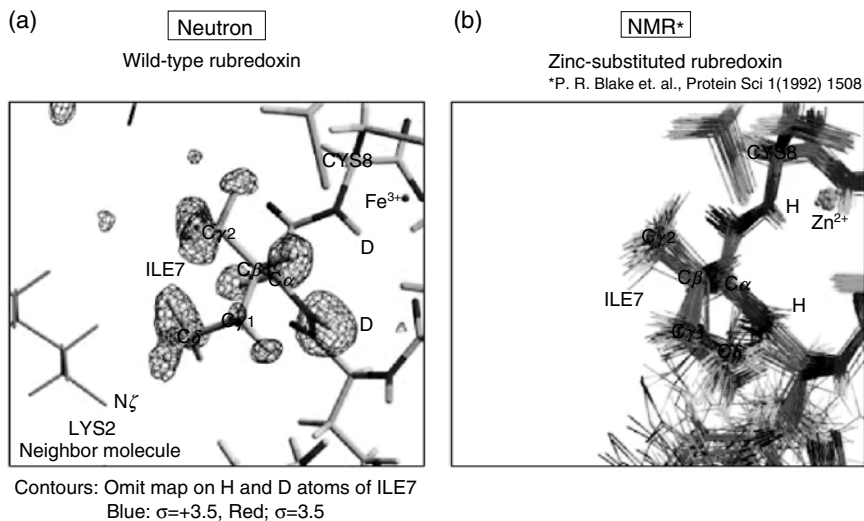 (a)
Neutron
Wild-type rubredoxin
CYS8
Fe³⁺
D
Cγ2
ILE7
Cβ
Cα
D
Cδ
Cγ1
Nζ
LYS2
Neighbor molecule
Contours: Omit map on H and D atoms of ILE7
Blue: σ=+3.5, Red; σ=3.5
(b)
NMR*
Zinc-substituted rubredoxin
*P. R. Blake et. al., Protein Sci 1(1992) 1508
CYS8
H
Zn²⁺
Cγ2
Cβ
Cα
ILE7
H
Cγ1
Cδ